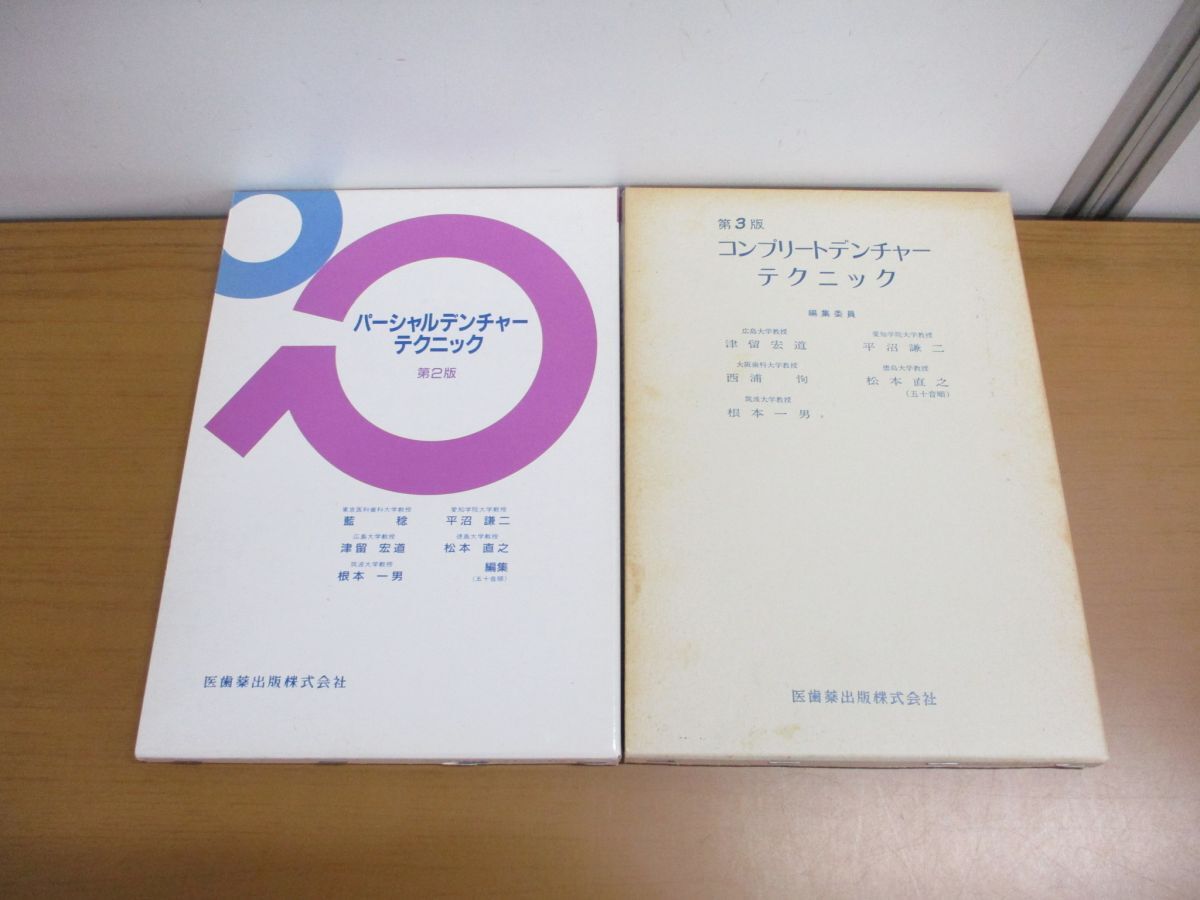 パーシャルデンチャー
テクニック
第2版
東京医科歯科大学教授 愛知学院大学教授
藍 稔 平沼 謙二
広島大学教授 徳島大学教授
津留 宏道 松本 直之
筑波大学教授
根本 一男 編集
(五十音順)
医歯薬出版株式会社
第3版
コンプリートデンチャー
テクニック
編集委員
広島大学教授 愛知学院大学教授
津留宏道 平沼謙二
大阪歯科大学教授 徳島大学教授
西浦 恂 松本直之
(五十音順)
筑波大学教授
根本一男
医歯薬出版株式会社